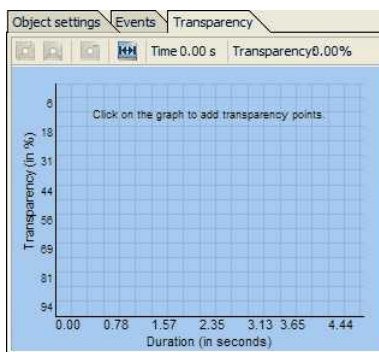 Object settings Events Transparency
Time 0.00 s Transparency 0.00%
6
Click on the graph to add transparency points.
18
31
44
56
69
81
94
Transparency (in %)
0.00 0.78 1.57 2.35 3.13 3.65 4.44
Duration (in seconds)